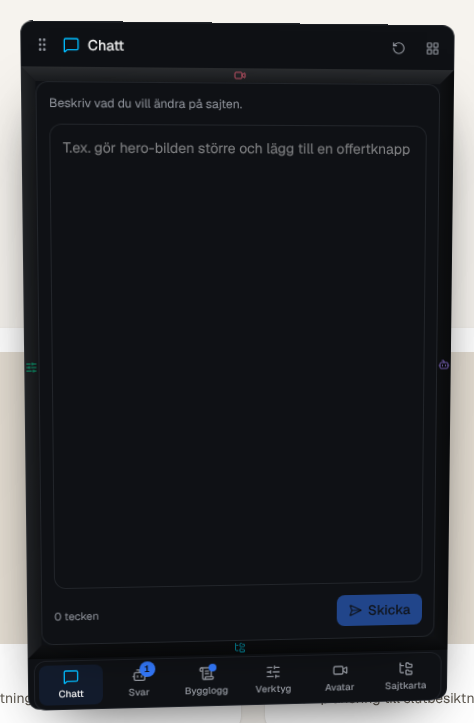 Chatt
Beskriv vad du vill ändra på sajten.
T.ex. gör hero-bilden större och lägg till en offertknapp
0 tecken
Skicka
1
Chatt
Svar
Bygglogg
Verktyg
Avatar
Sajtkarta